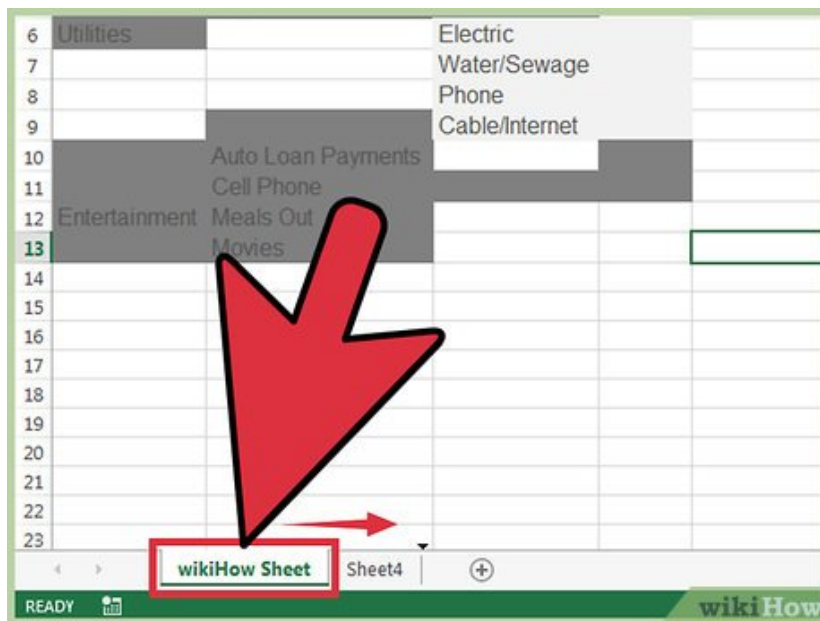 6 Utilities Electric
7 Water/Sewage
8 Phone
9 Cable/Internet
10 Auto Loan Payments
11 Cell Phone
12 Entertainment Meals Out
13 Movies
14
15
16
17
18
19
20
21
22
23
wikiHow Sheet Sheet4
READY
wikiHow